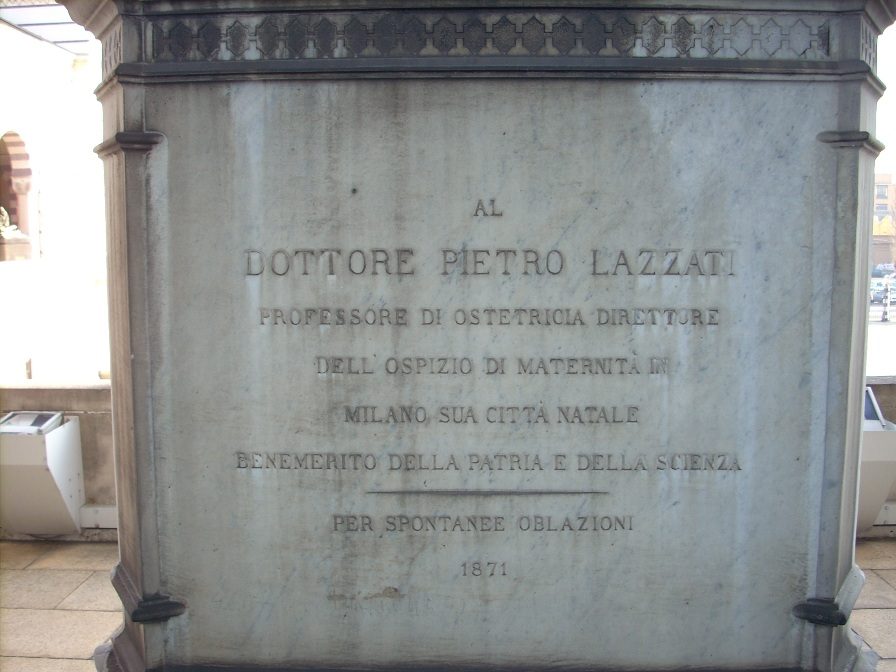 AL
DOTTORE PIETRO LAZZATI
PROFESSORE DI OSTETRICIA DIRETTORE
DELL'OSPIZIO DI MATERNITÀ IN
MILANO SUA CITTÀ NATALE
BENEMERITO DELLA PATRIA E DELLA SCIENZA
PER SPONTANEE OBLAZIONI
1871